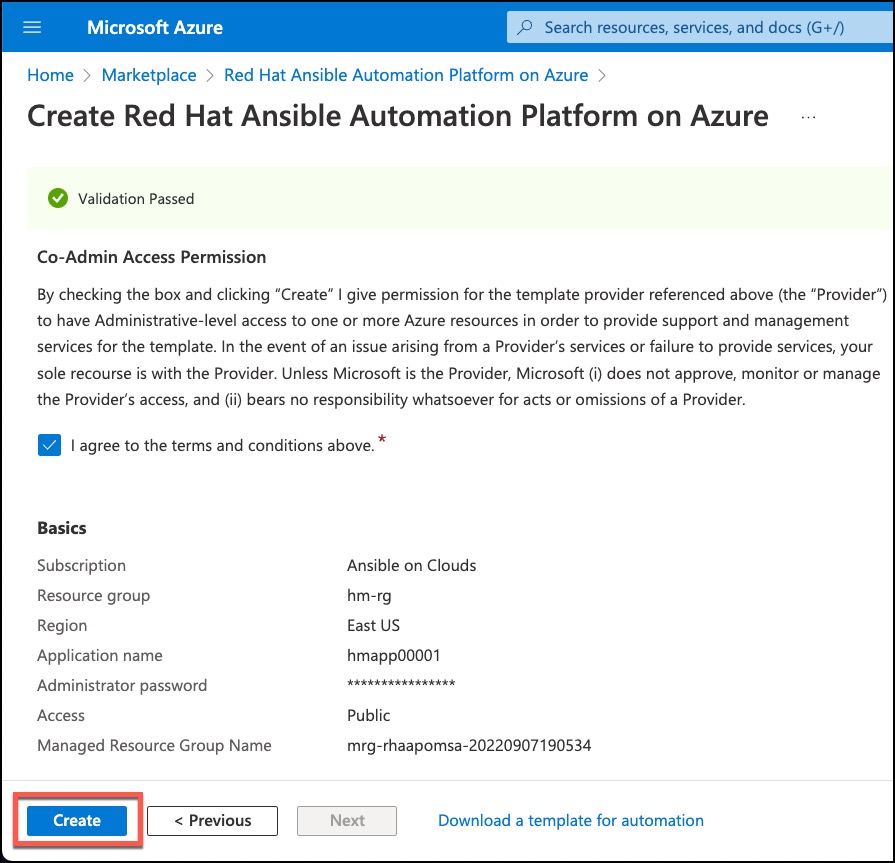 Microsoft Azure
Search resources, services, and docs (G+/)
Home > Marketplace > Red Hat Ansible Automation Platform on Azure >
Create Red Hat Ansible Automation Platform on Azure ...
Validation Passed
Co-Admin Access Permission
By checking the box and clicking “Create” I give permission for the template provider referenced above (the “Provider”)
to have Administrative-level access to one or more Azure resources in order to provide support and management
services for the template. In the event of an issue arising from a Provider’s services or failure to provide services, your
sole recourse is with the Provider. Unless Microsoft is the Provider, Microsoft (i) does not approve, monitor or manage
the Provider’s access, and (ii) bears no responsibility whatsoever for acts or omissions of a Provider.
I agree to the terms and conditions above.*
Basics
Subscription Ansible on Clouds
Resource group hm-rg
Region East US
Application name hmapp00001
Administrator password ****************
Access Public
Managed Resource Group Name mrg-rhaapomsa-20220907190534
Create < Previous Next Download a template for automation